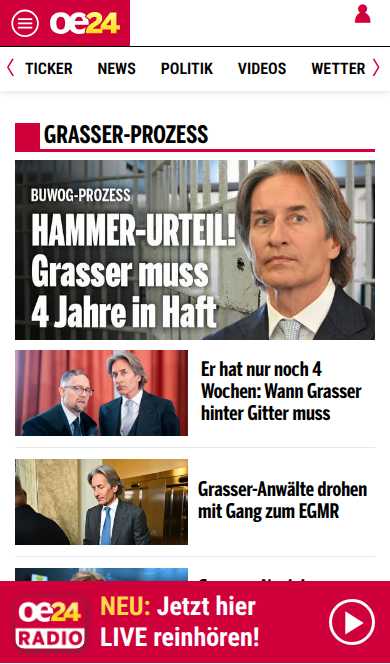 oe24
TICKER NEWS POLITIK VIDEOS WETTER
GRASSER-PROZESS
BUWOG-PROZESS
HAMMER-URTEIL!
Grasser muss
4 Jahre in Haft
Er hat nur noch 4
Wochen: Wann Grasser
hinter Gitter muss
Grasser-Anwälte drohen
mit Gang zum EGMR
oe24
RADIO
NEU: Jetzt hier
LIVE reinhören!